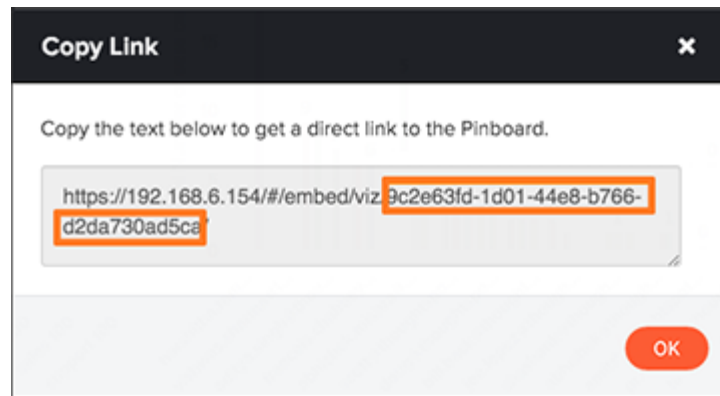 Copy Link ×
Copy the text below to get a direct link to the Pinboard.
https://192.168.6.154/#/embed/viz/9c2e63fd-1d01-44e8-b766-
d2da730ad5ca/
OK